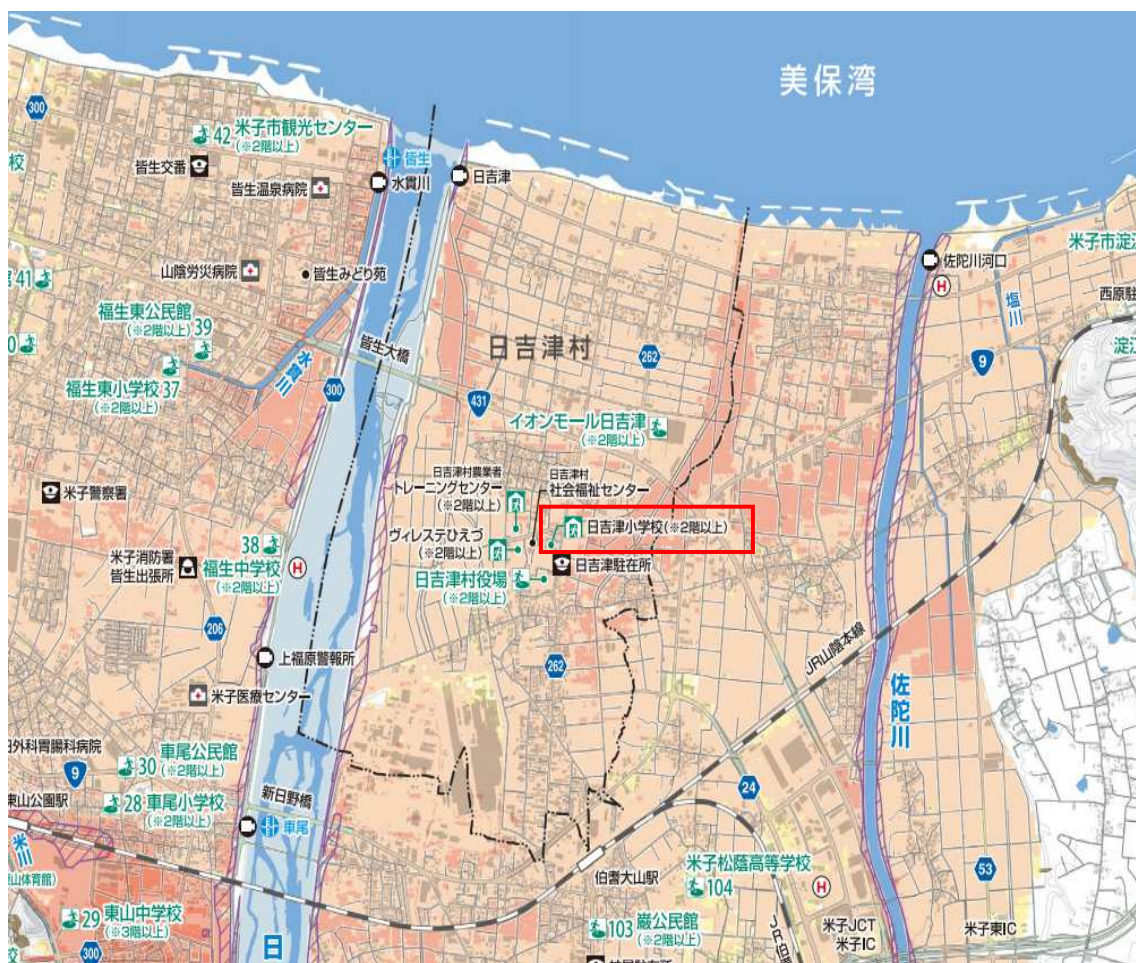 美保湾
300
42 米子市観光センター
(※2階以上)
校
皆生交番
皆生温泉病院
皆生
水貫川
日吉津
佐陀川河口
H
米子市淀江
西原駐
塩川
淀江
9
山陰労災病院
皆生みどり苑
41
福生東公民館
(※2階以上) 39
0
福生東小学校 37
(※2階以上)
水貫川
皆生大橋
300
日吉津村
262
431
イオンモール日吉津
(※2階以上)
米子警察署
日吉津村農業者
トレーニングセンター
(※2階以上)
日吉津村
社会福祉センター
日吉津小学校(※2階以上)
ヴィレステひえづ
(※2階以上)
日吉津駐在所
日吉津村役場
(※2階以上)
米子消防署
皆生出張所
38
福生中学校
(※2階以上)
H
206
上福原警報所
米子医療センター
262
JR山陰本線
佐陀川
外科胃腸科病院
9
東山公園駅
30 車尾公民館
(※2階以上)
28 車尾小学校
(※2階以上)
新日野橋
車尾
24
米川
山体育館)
29 東山中学校
(※3階以上)
300
校
日
伯耆大山駅
米子松蔭高等学校
104
H
53
103 巌公民館
(※2階以上)
米子JCT
米子IC
米子東IC